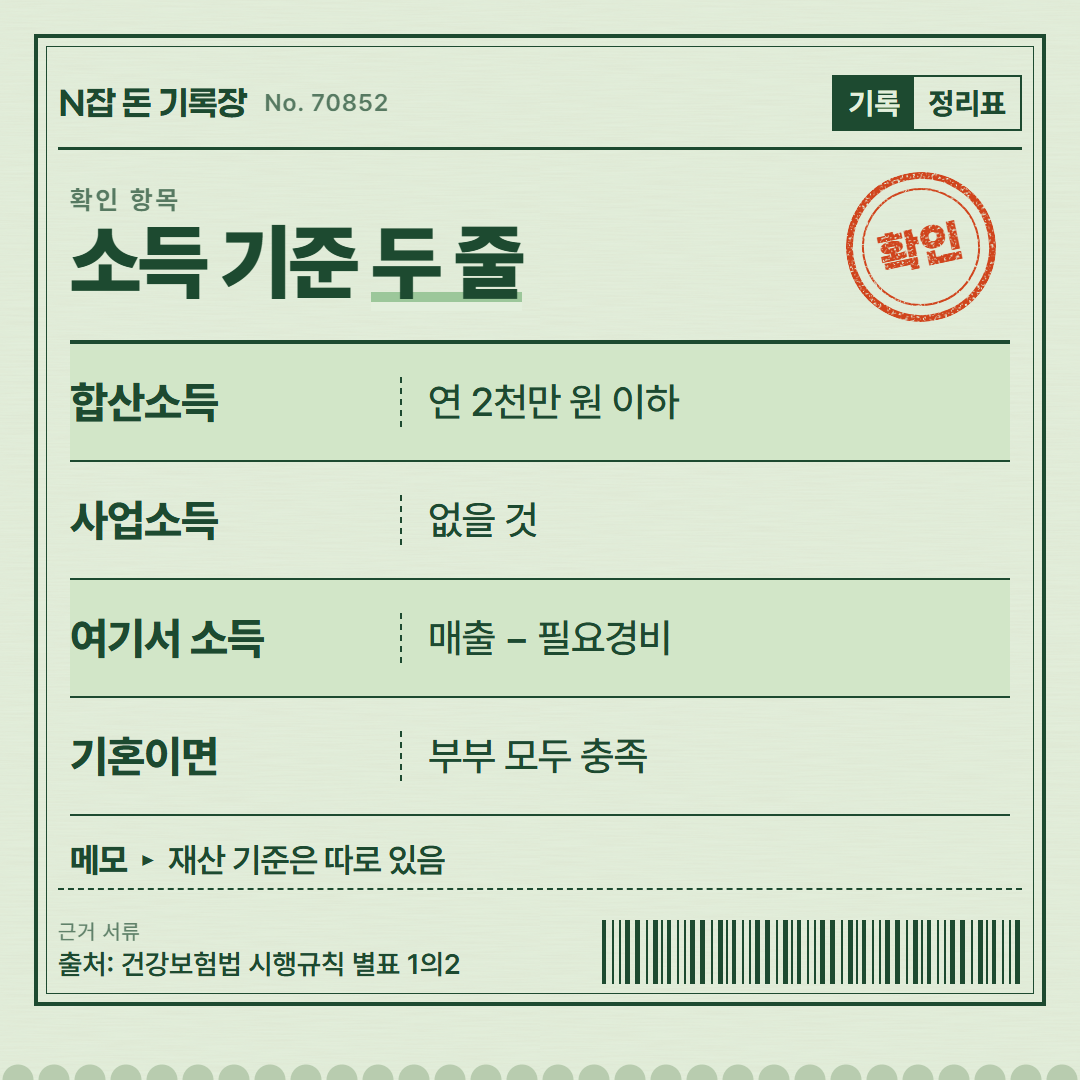 N잡 돈 기록장 No. 70852
기록 정리표
확인 항목
소득 기준 두 줄
확인
합산소득 연 2천만 원 이하
사업소득 없을 것
여기서 소득 매출 – 필요경비
기혼이면 부부 모두 충족
메모 ▸ 재산 기준은 따로 있음
근거 서류
출처: 건강보험법 시행규칙 별표 1의2